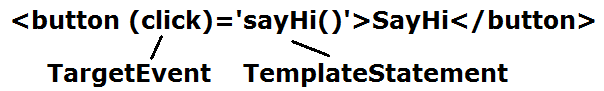 <button (click)='sayHi()'>SayHi</button>
TargetEvent TemplateStatement